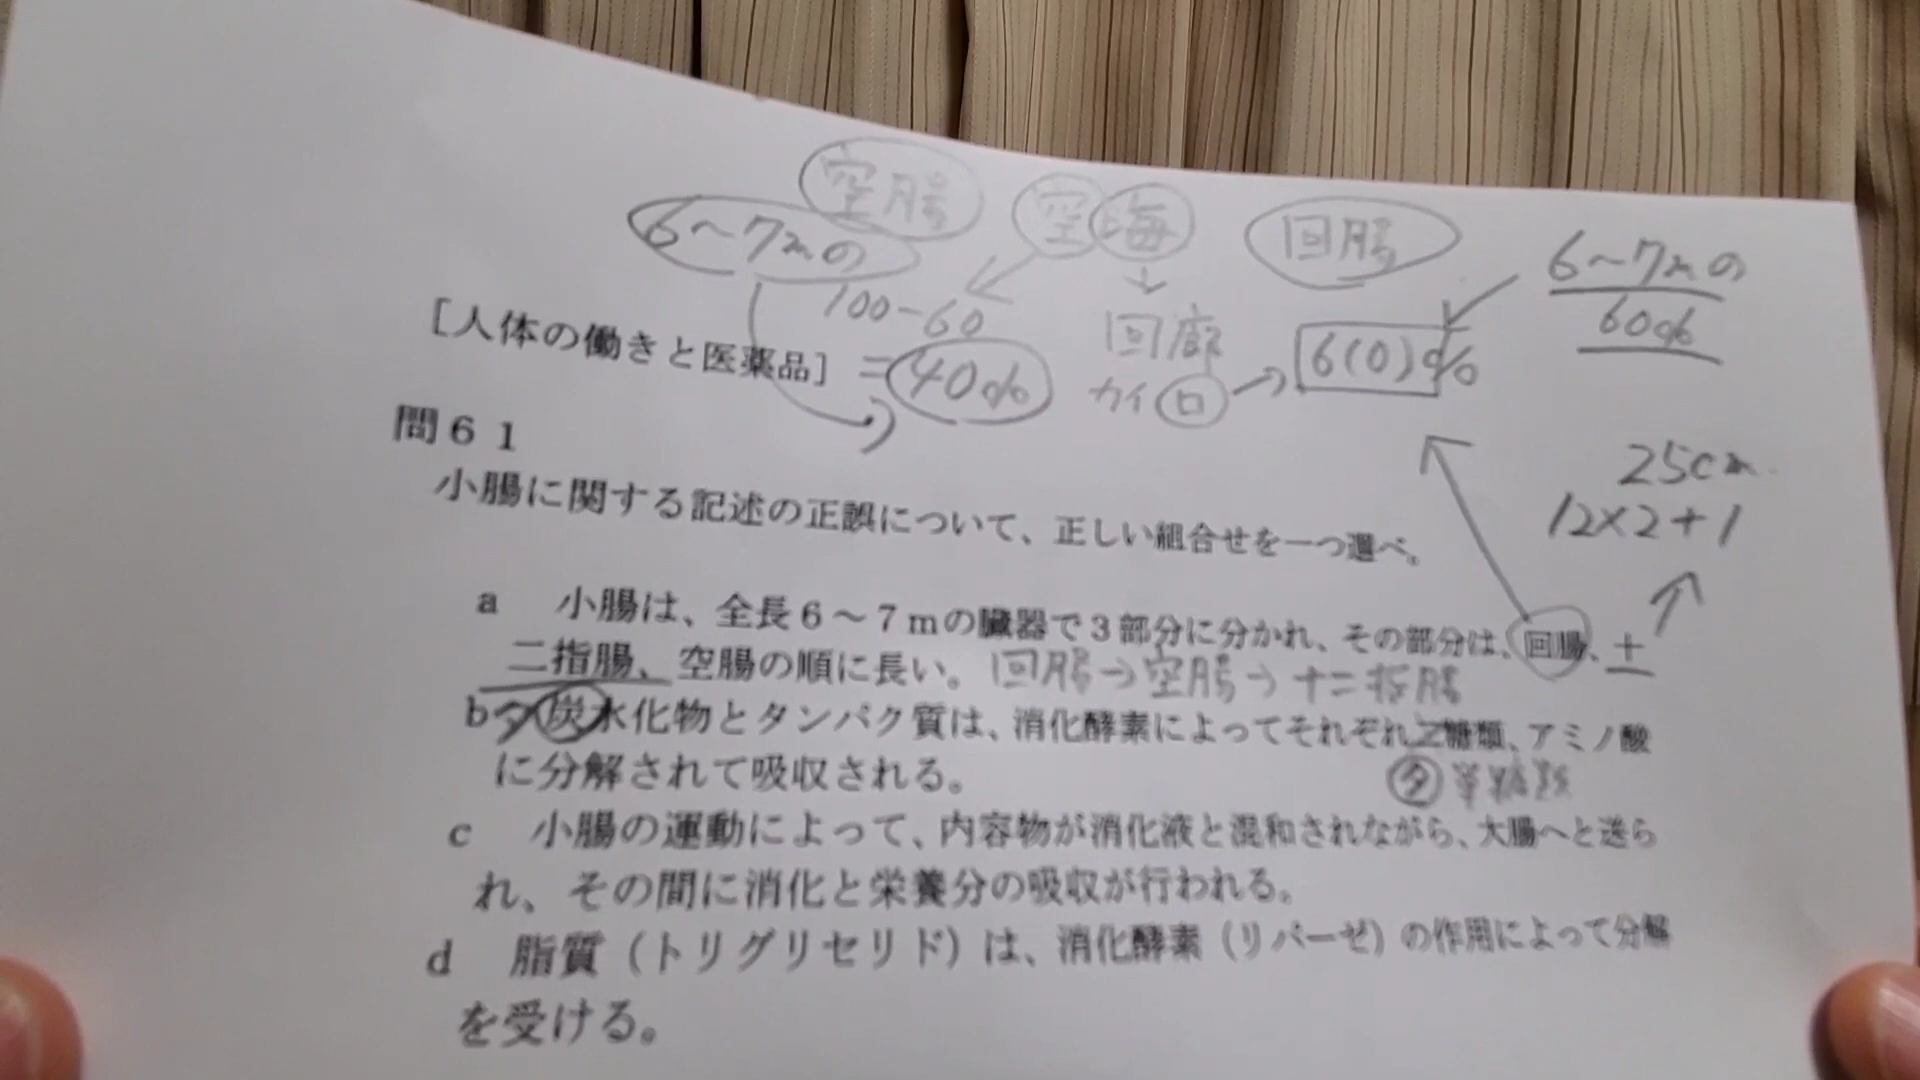 空腸 空海 回腸
6〜7mの
6〜7mの
60%
100-60
=40%
回廊
カイロ
6(0)%
[人体の働きと医薬品]
問61
25cm
12×2+1
小腸に関する記述の正誤について、正しい組合せを一つ選べ。
a 小腸は、全長6〜7mの臓器で3部分に分かれ、その部分は、回腸、十
二指腸、空腸の順に長い。 回腸→空腸→十二指腸
b 炭水化物とタンパク質は、消化酵素によってそれぞれ二糖類、アミノ酸
に分解されて吸収される。
単糖類
c 小腸の運動によって、内容物が消化液と混和されながら、大腸へと送ら
れ、その間に消化と栄養分の吸収が行われる。
d 脂質(トリグリセリド)は、消化酵素(リパーゼ)の作用によって分解
を受ける。